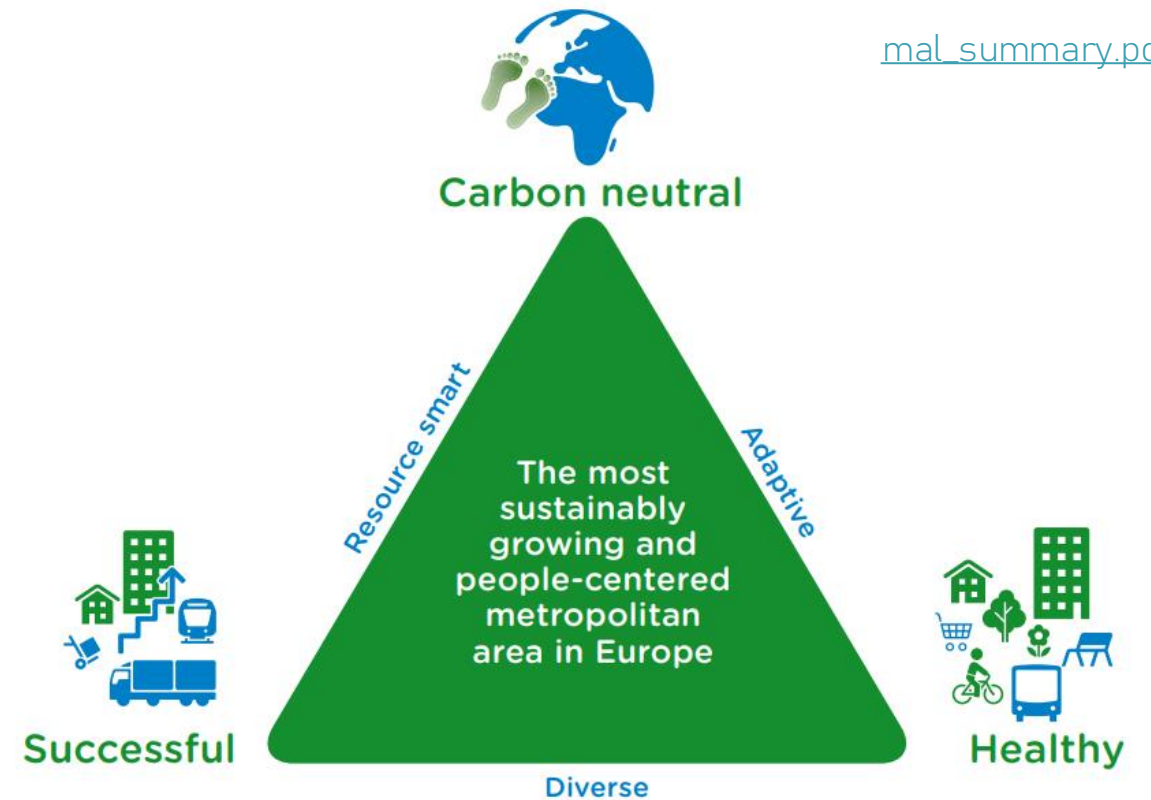 mal_summary.pd
Carbon neutral
Resource smart
Adaptive
The most
sustainably
growing and
people-centered
metropolitan
area in Europe
Successful
Healthy
Diverse